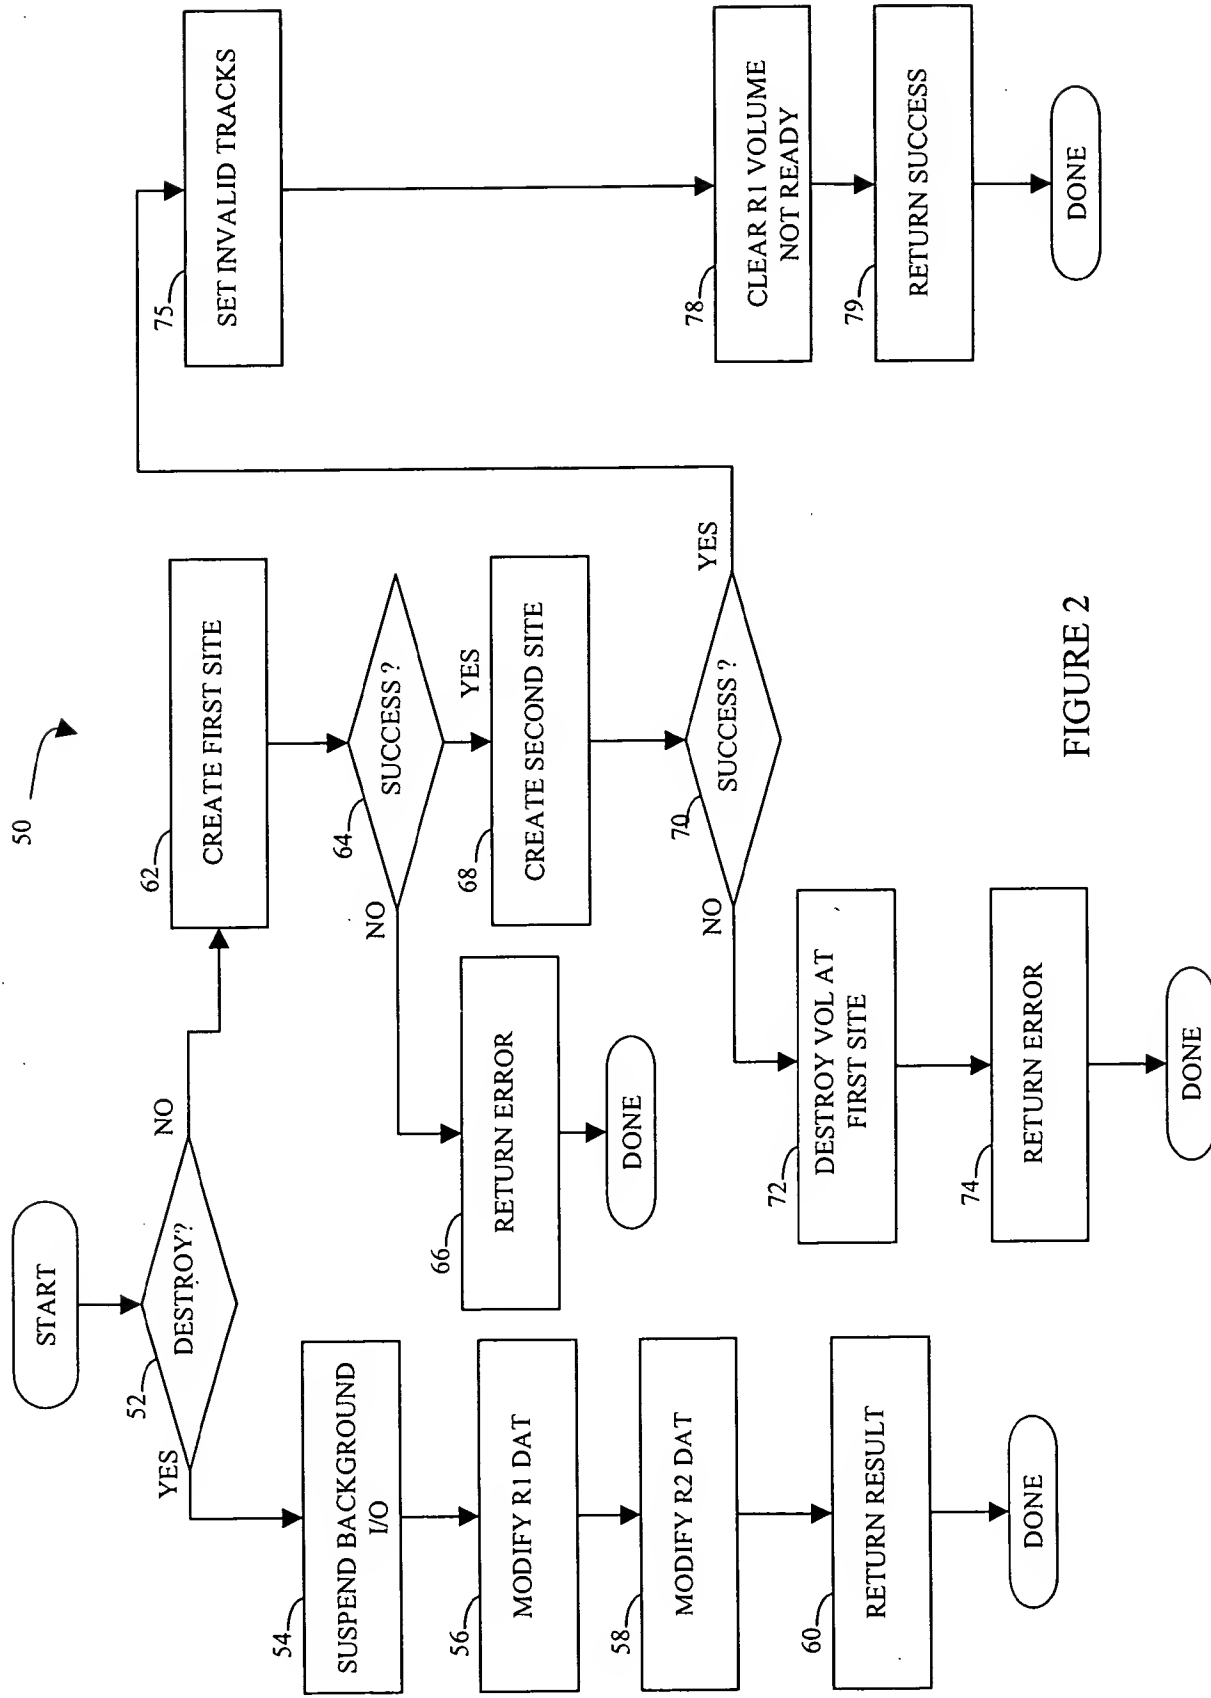 50
START
52
DESTROY?
YES
NO
54
SUSPEND BACKGROUND
I/O
56
MODIFY R1 DAT
58
MODIFY R2 DAT
60
RETURN RESULT
DONE
62
CREATE FIRST SITE
64
SUCCESS ?
NO
YES
66
RETURN ERROR
DONE
68
CREATE SECOND SITE
70
SUCCESS ?
NO
YES
72
DESTROY VOL AT
FIRST SITE
74
RETURN ERROR
DONE
75
SET INVALID TRACKS
78
CLEAR R1 VOLUME
NOT READY
79
RETURN SUCCESS
DONE
FIGURE 2